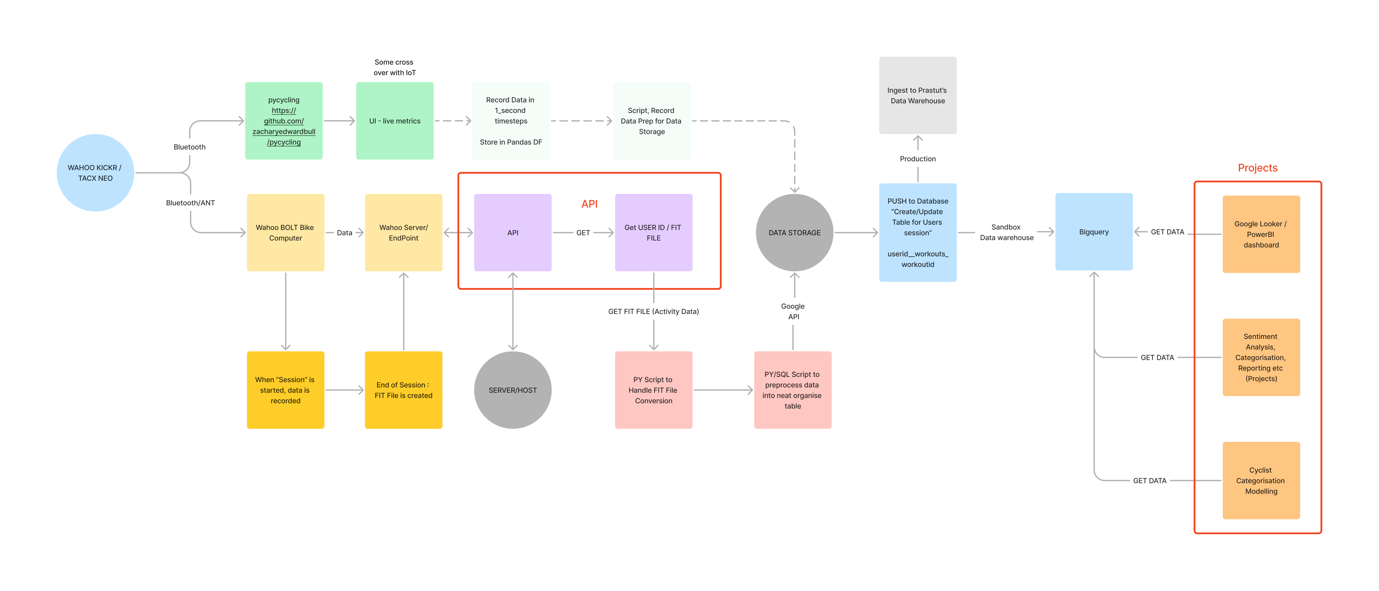 Some cross
over with IoT
pycycling
https://
github.com/
zacharyedwardbull
/pycycling
UI - live metrics
Record Data in
1_second
timesteps
Store in Pandas DF
Script, Record
Data Prep for Data
Storage
Ingest to Prastut's
Data Warehouse
Bluetooth
Production
WAHOO KICKR /
TACX NEO
Bluetooth/ANT
Wahoo BOLT Bike
Computer
Data
Wahoo Server/
EndPoint
API
API
GET
Get USER ID / FIT
FILE
DATA STORAGE
PUSH to Database
"Create/Update
Table for Users
session"
userid__workouts_
workoutid
Sandbox
Data warehouse
Bigquery
GET DATA
Projects
Google Looker /
PowerBI
dashboard
GET FIT FILE (Activity Data)
Google
API
When "Session" is
started, data is
recorded
End of Session :
FIT File is created
SERVER/HOST
PY Script to
Handle FIT File
Conversion
PY/SQL Script to
preprocess data
into neat organise
table
GET DATA
Sentiment
Analysis,
Categorisation,
Reporting etc
(Projects)
GET DATA
Cyclist
Categorisation
Modelling